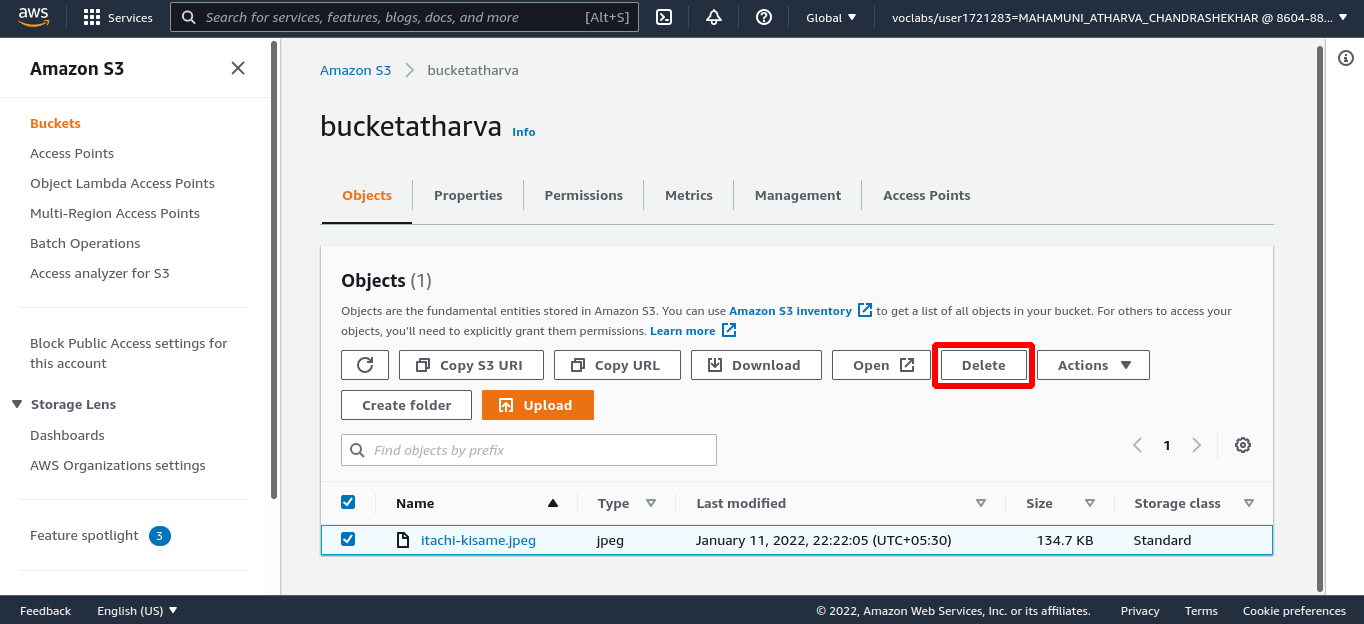 aws Services Search for services, features, blogs, docs, and more [Alt+S] Global voclabs/user1721283=MAHAMUNI_ATHARVA_CHANDRASHEKHAR @ 8604-88...
Amazon S3
Buckets
Access Points
Object Lambda Access Points
Multi-Region Access Points
Batch Operations
Access analyzer for S3
Block Public Access settings for
this account
Storage Lens
Dashboards
AWS Organizations settings
Feature spotlight 3
Amazon S3 bucketatharva
bucketatharva Info
Objects Properties Permissions Metrics Management Access Points
Objects (1)
Objects are the fundamental entities stored in Amazon S3. You can use Amazon S3 inventory to get a list of all objects in your bucket. For others to access your
objects, you'll need to explicitly grant them permissions. Learn more
Copy S3 URI Copy URL Download Open Delete Actions
Create folder Upload
Find objects by prefix 1
Name Type Last modified Size Storage class
itachi-kisame.jpeg jpeg January 11, 2022, 22:22:05 (UTC+05:30) 134.7 KB Standard
Feedback English (US) © 2022, Amazon Web Services, Inc. or its affiliates. Privacy Terms Cookie preferences